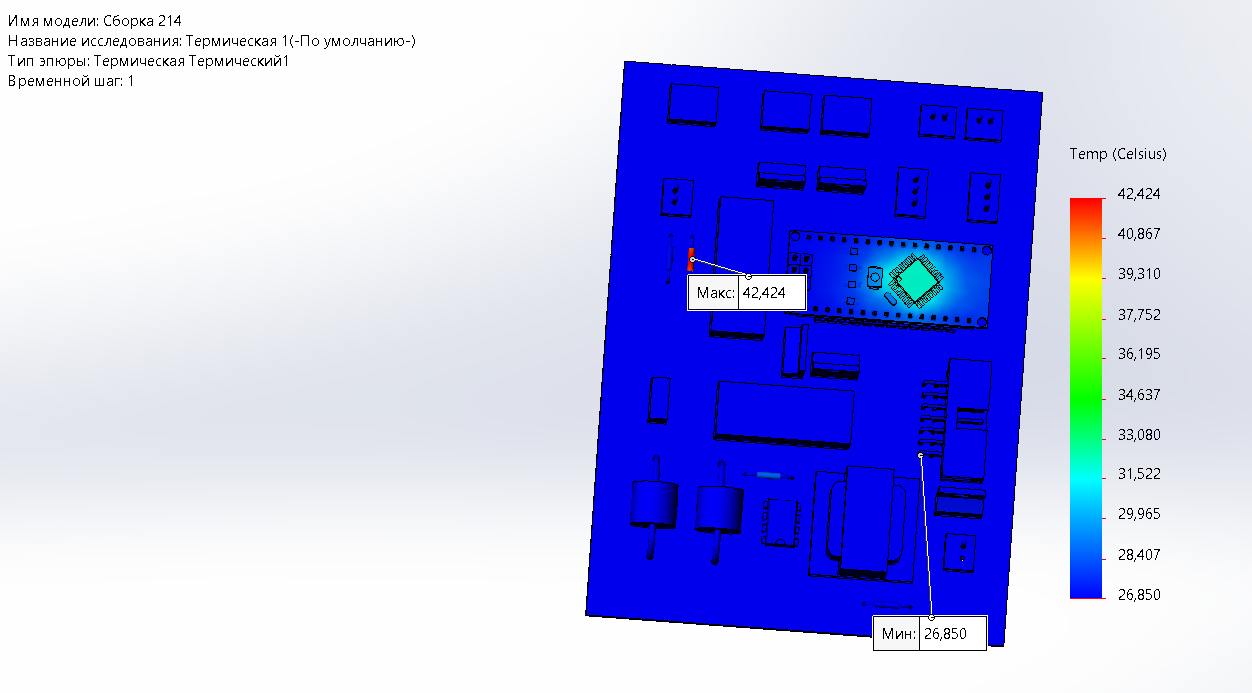 Имя модели: Сборка 214
Название исследования: Термическая 1(-По умолчанию-)
Тип эпюры: Термическая Термический1
Временной шаг: 1
Temp (Celsius)
42,424
40,867
39,310
37,752
36,195
34,637
33,080
31,522
29,965
28,407
26,850
Макс: 42,424
Мин: 26,850